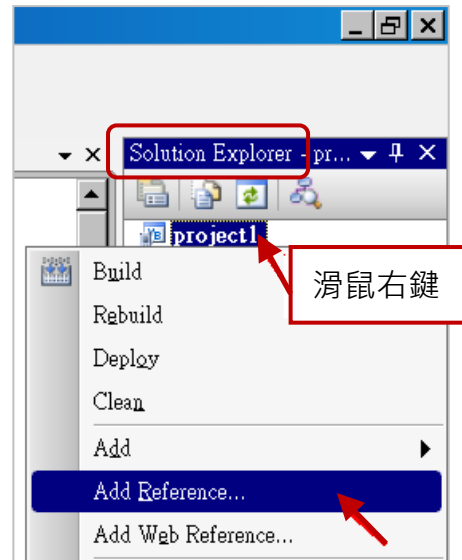 Solution Explorer - pr...
project1
滑鼠右鍵
Build
Rebuild
Deploy
Clean
Add
Add Reference...
Add Web Reference...